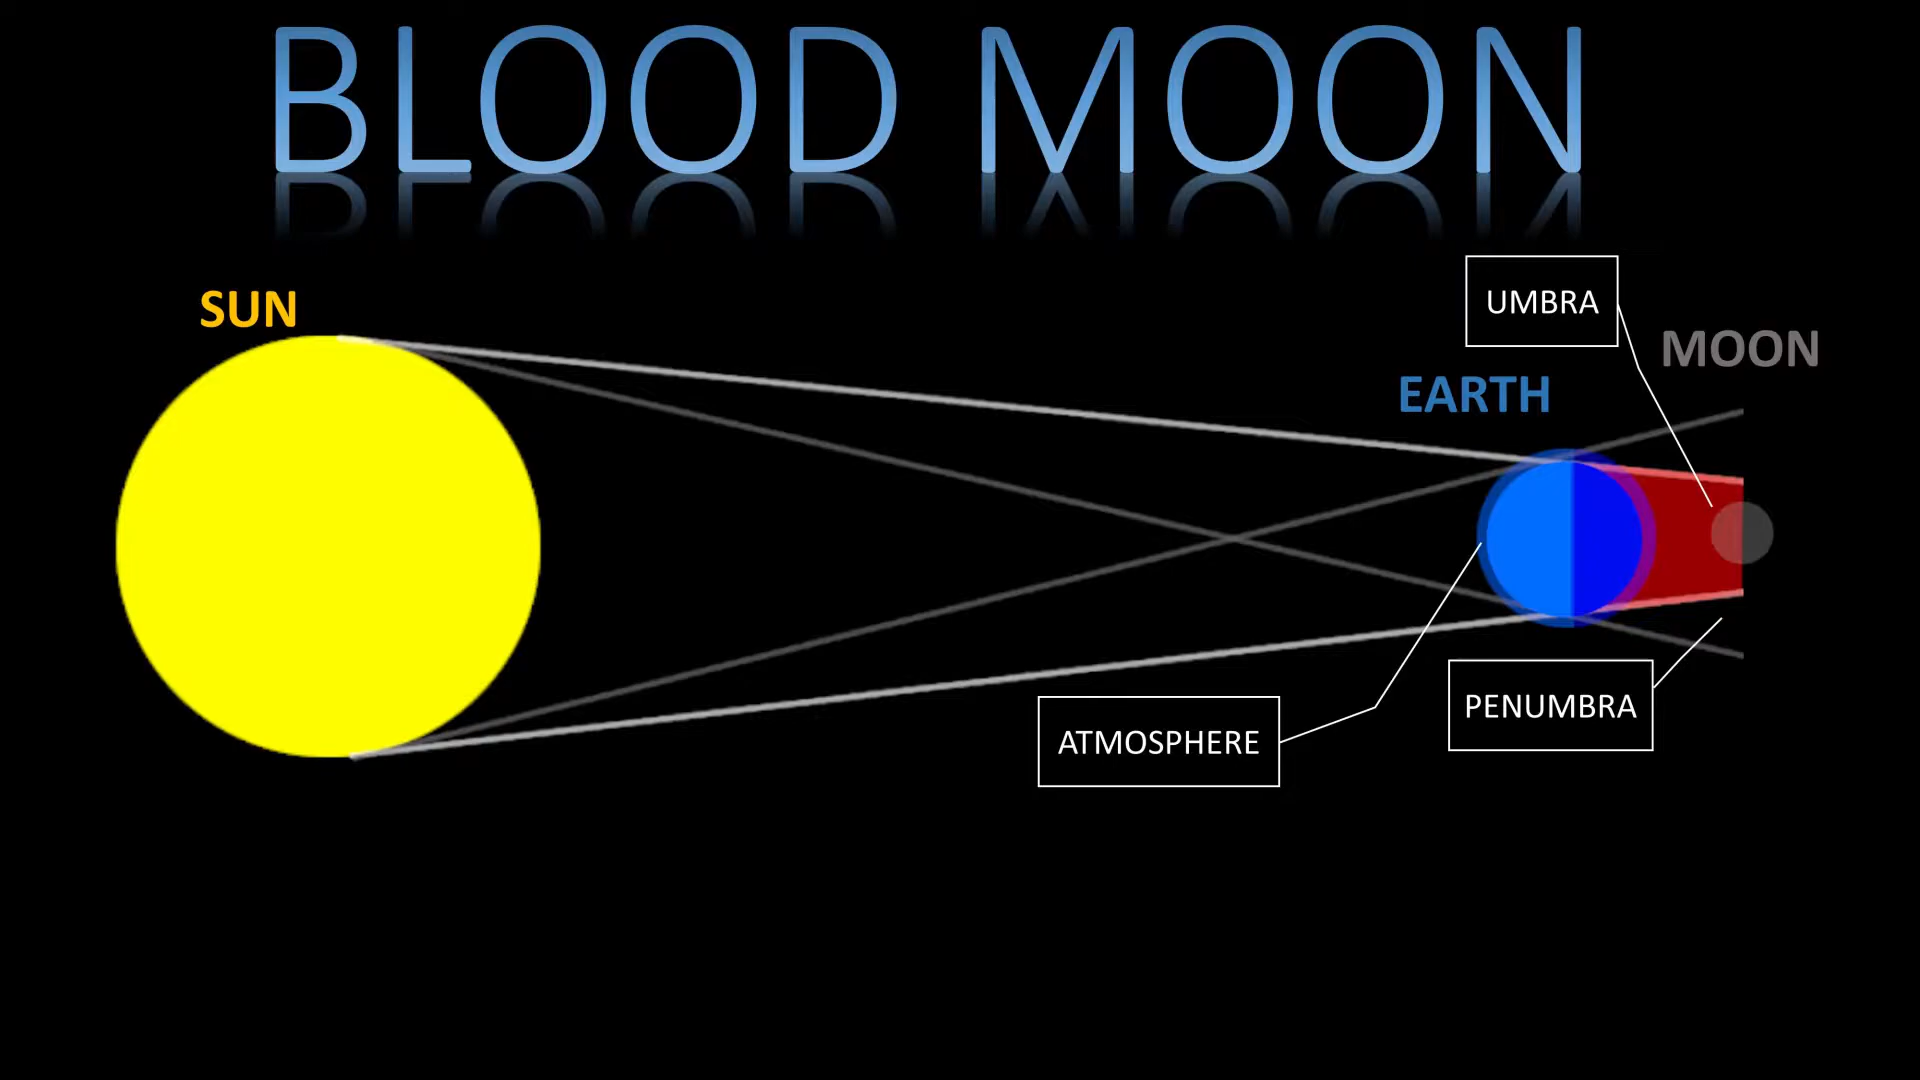 BLOOD MOON
SUN
UMBRA
MOON
EARTH
PENUMBRA
ATMOSPHERE